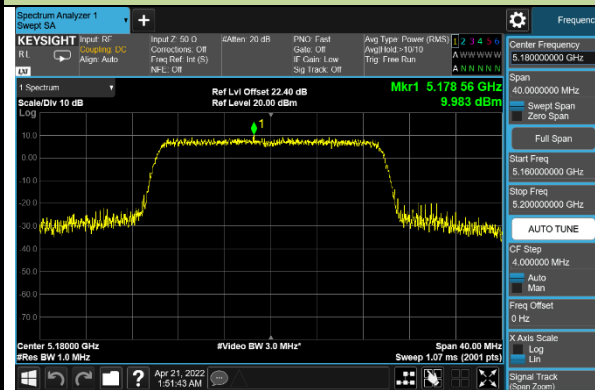 Spectrum Analyzer 1
Swept SA
+
Frequenc
KEYSIGHT
Input: RF
Coupling: DC
Align: Auto
Input Z: 50 Ω
Corrections: Off
Freq Ref: Int (S)
NFE: Off
#Atten: 20 dB
PNO: Fast
Gate: Off
IF Gain: Low
Sig Track: Off
Avg Type: Power (RMS)
Avg|Hold:>10/10
Trig: Free Run
1 2 3 4 5 6
A W W W W W
A N N N N N
RL
LXI
1 Spectrum
Scale/Div 10 dB
Ref Lvl Offset 22.40 dB
Ref Level 20.00 dBm
Mkr1 5.178 56 GHz
9.983 dBm
Log
10.0
0.00
-10.0
-20.0
-30.0
-40.0
-50.0
-60.0
-70.0
1
Center 5.18000 GHz
#Res BW 1.0 MHz
#Video BW 3.0 MHz*
Span 40.00 MHz
Sweep 1.07 ms (2001 pts)
Apr 21, 2022
1:51:43 AM
Center Frequency
5.180000000 GHz
Span
40.0000000 MHz
Swept Span
Zero Span
Full Span
Start Freq
5.160000000 GHz
Stop Freq
5.200000000 GHz
AUTO TUNE
CF Step
4.000000 MHz
Auto
Man
Freq Offset
0 Hz
X Axis Scale
Log
Lin
Signal Track
(Span Zoom)